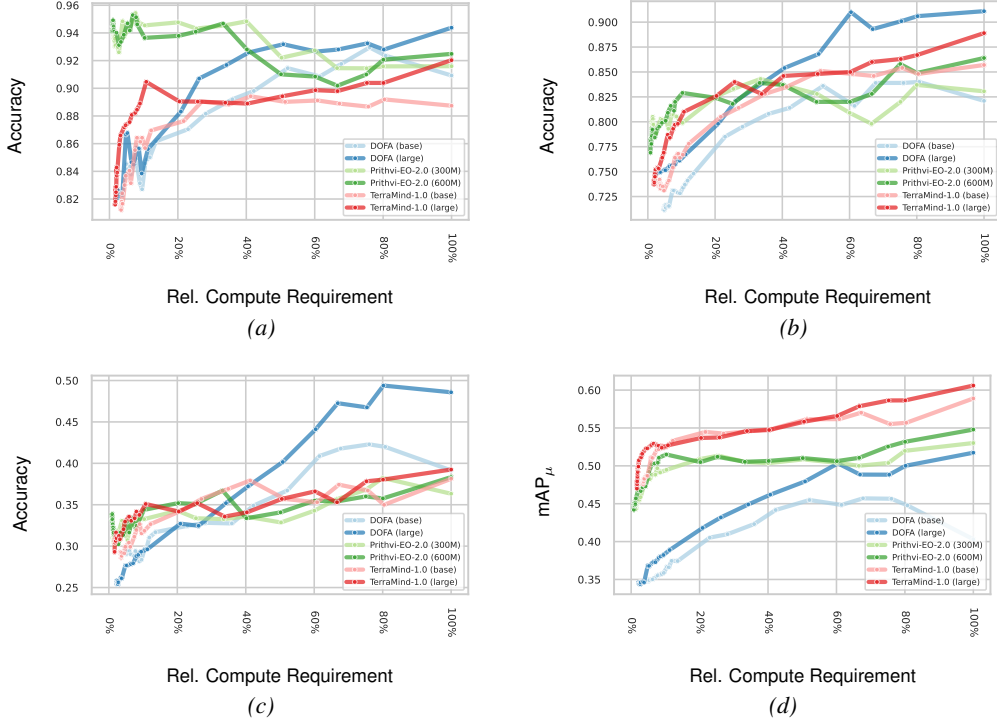 0.96
0.94
0.92
0.90
0.88
0.86
0.84
0.82
Accuracy
DOFA (base)
DOFA (large)
Prithvi-EO-2.0 (300M)
Prithvi-EO-2.0 (600M)
TerraMind-1.0 (base)
TerraMind-1.0 (large)
0%
20%
40%
60%
80%
100%
Rel. Compute Requirement
(a)
0.900
0.875
0.850
0.825
0.800
0.775
0.750
0.725
Accuracy
DOFA (base)
DOFA (large)
Prithvi-EO-2.0 (300M)
Prithvi-EO-2.0 (600M)
TerraMind-1.0 (base)
TerraMind-1.0 (large)
0%
20%
40%
60%
80%
100%
Rel. Compute Requirement
(b)
0.50
0.45
0.40
0.35
0.30
0.25
Accuracy
DOFA (base)
DOFA (large)
Prithvi-EO-2.0 (300M)
Prithvi-EO-2.0 (600M)
TerraMind-1.0 (base)
TerraMind-1.0 (large)
0%
20%
40%
60%
80%
100%
Rel. Compute Requirement
(c)
0.60
0.55
0.50
0.45
0.40
0.35
mAPμ
DOFA (base)
DOFA (large)
Prithvi-EO-2.0 (300M)
Prithvi-EO-2.0 (600M)
TerraMind-1.0 (base)
TerraMind-1.0 (large)
0%
20%
40%
60%
80%
100%
Rel. Compute Requirement
(d)